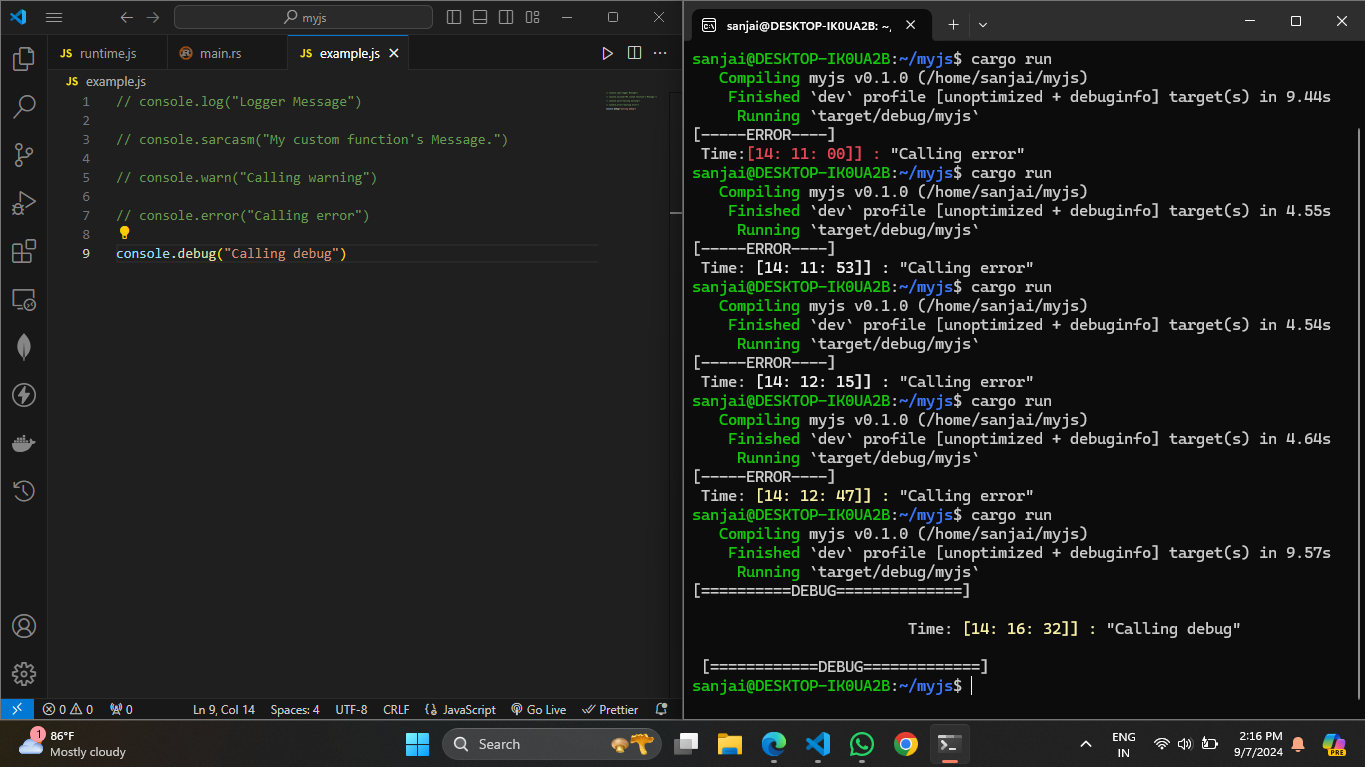 myjs
runtime.js
main.rs
JS example.js
JS example.js
1 // console.log("Logger Message")
2
3 // console.sarcasm("My custom function's Message.")
4
5 // console.warn("Calling warning")
6
7 // console.error("Calling error")
8
9 console.debug("Calling debug")
0 0 0
Ln 9, Col 14 Spaces: 4 UTF-8 CRLF JavaScript Go Live Prettier
sanjai@DESKTOP-IK0UA2B: ~,
sanjai@DESKTOP-IK0UA2B:~/myjs$ cargo run
Compiling myjs v0.1.0 (/home/sanjai/myjs)
Finished `dev` profile [unoptimized + debuginfo] target(s) in 9.44s
Running `target/debug/myjs`
[-----ERROR----]
Time:[14: 11: 00]] : "Calling error"
sanjai@DESKTOP-IK0UA2B:~/myjs$ cargo run
Compiling myjs v0.1.0 (/home/sanjai/myjs)
Finished `dev` profile [unoptimized + debuginfo] target(s) in 4.55s
Running `target/debug/myjs`
[-----ERROR----]
Time: [14: 11: 53]] : "Calling error"
sanjai@DESKTOP-IK0UA2B:~/myjs$ cargo run
Compiling myjs v0.1.0 (/home/sanjai/myjs)
Finished `dev` profile [unoptimized + debuginfo] target(s) in 4.54s
Running `target/debug/myjs`
[-----ERROR----]
Time: [14: 12: 15]] : "Calling error"
sanjai@DESKTOP-IK0UA2B:~/myjs$ cargo run
Compiling myjs v0.1.0 (/home/sanjai/myjs)
Finished `dev` profile [unoptimized + debuginfo] target(s) in 4.64s
Running `target/debug/myjs`
[-----ERROR----]
Time: [14: 12: 47]] : "Calling error"
sanjai@DESKTOP-IK0UA2B:~/myjs$ cargo run
Compiling myjs v0.1.0 (/home/sanjai/myjs)
Finished `dev` profile [unoptimized + debuginfo] target(s) in 9.57s
Running `target/debug/myjs`
[==========DEBUG==============]
Time: [14: 16: 32]] : "Calling debug"
[============DEBUG=============]
sanjai@DESKTOP-IK0UA2B:~/myjs$
1
86°F
Mostly cloudy
Search
ENG
IN
2:16 PM
9/7/2024
PRE